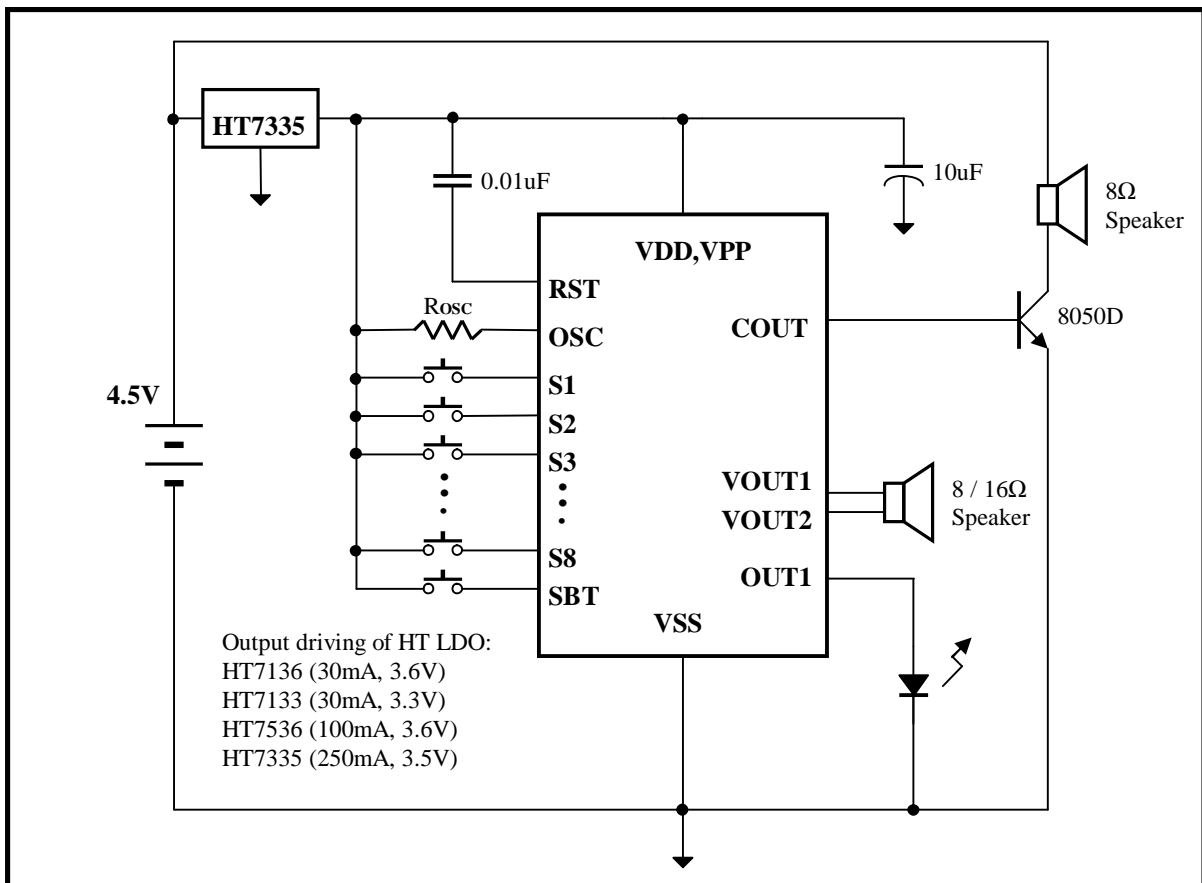 HT7335
0.01uF
10uF
8Ω
Speaker
VDD,VPP
RST
Rosc
OSC
COUT
8050D
S1
4.5V
S2
S3
VOUT1
8 / 16Ω
VOUT2
Speaker
S8
OUT1
SBT
VSS
Output driving of HT LDO:
HT7136 (30mA, 3.6V)
HT7133 (30mA, 3.3V)
HT7536 (100mA, 3.6V)
HT7335 (250mA, 3.5V)